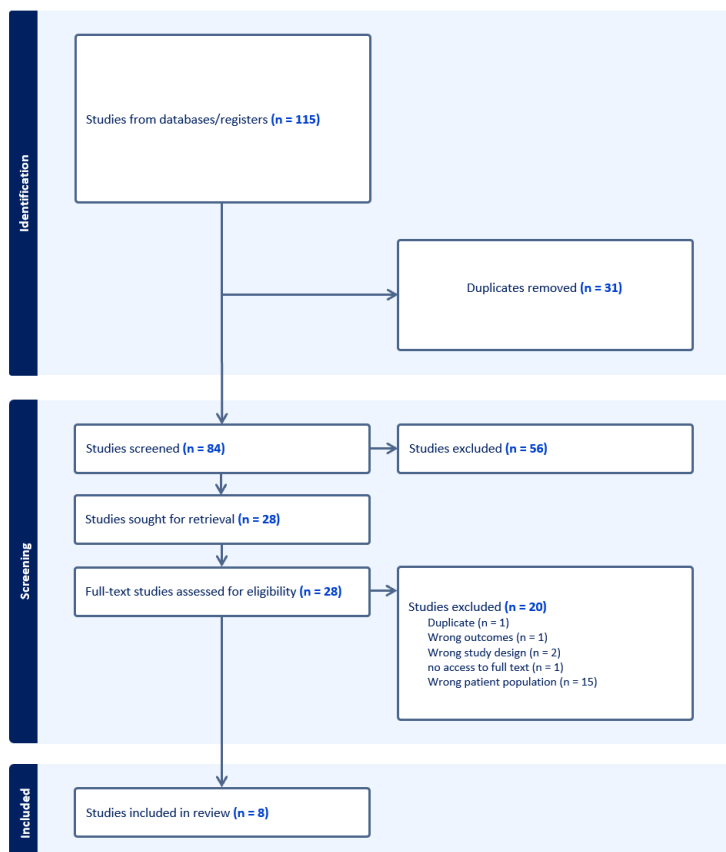 Identification
Studies from databases/registers (n = 115)
Duplicates removed (n = 31)
Screening
Studies screened (n = 84)
Studies excluded (n = 56)
Studies sought for retrieval (n = 28)
Full-text studies assessed for eligibility (n = 28)
Studies excluded (n = 20)
Duplicate (n = 1)
Wrong outcomes (n = 1)
Wrong study design (n = 2)
no access to full text (n = 1)
Wrong patient population (n = 15)
Included
Studies included in review (n = 8)